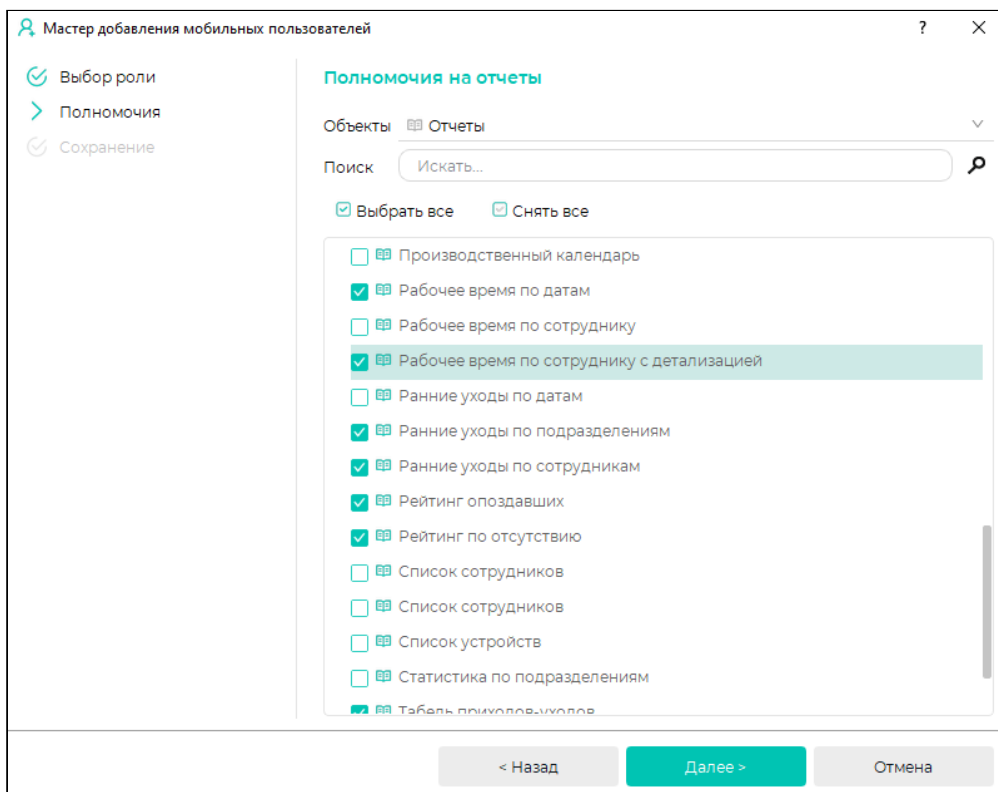 Мастер добавления мобильных пользователей ?
Выбор роли
Полномочия
Сохранение
Полномочия на отчеты
Объекты Отчеты
Поиск Искать...
Выбрать все Снять все
Производственный календарь
Рабочее время по датам
Рабочее время по сотруднику
Рабочее время по сотруднику с детализацией
Ранние уходы по датам
Ранние уходы по подразделениям
Ранние уходы по сотрудникам
Рейтинг опоздавших
Рейтинг по отсутствию
Список сотрудников
Список сотрудников
Список устройств
Статистика по подразделениям
Табель приходов-уходов
< Назад Далее > Отмена